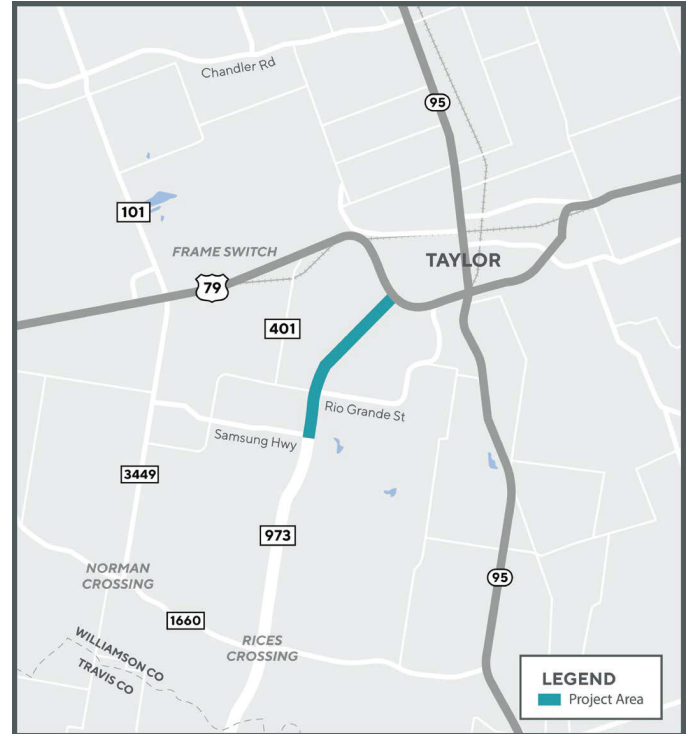 Chandler Rd
95
101
FRAME SWITCH
TAYLOR
79
401
Rio Grande St
Samsung Hwy
3449
973
95
NORMAN
CROSSING
1660
RICES
CROSSING
WILLIAMSON CO
TRAVIS CO
LEGEND
Project Area